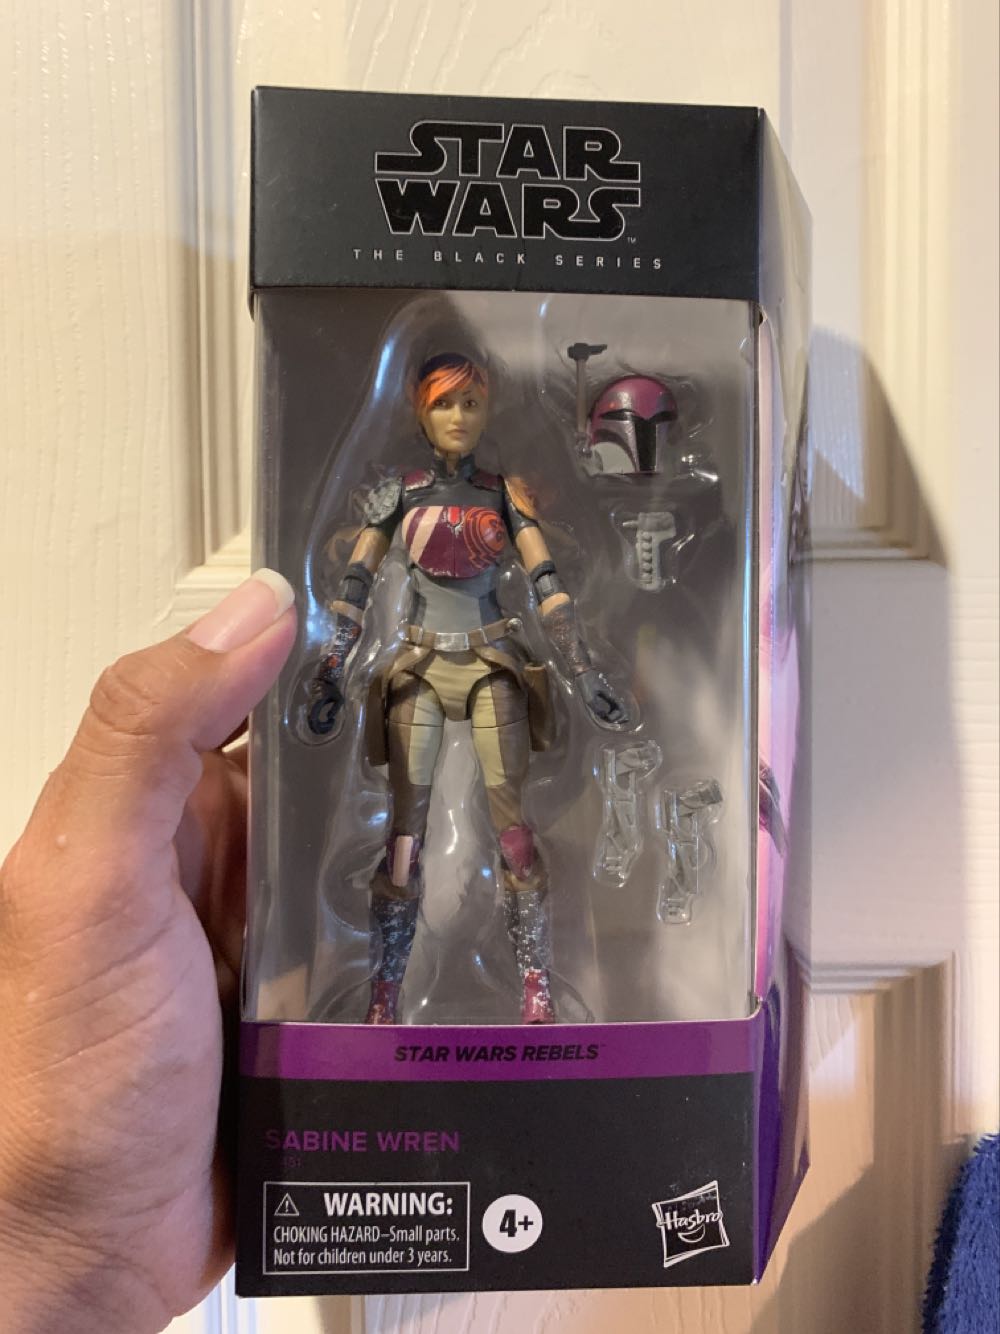 STAR
WARS
™
THE BLACK SERIES
STAR WARS REBELS
SABINE WREN
WARNING:
CHOKING HAZARD–Small parts.
Not for children under 3 years.
4+
Hasbro